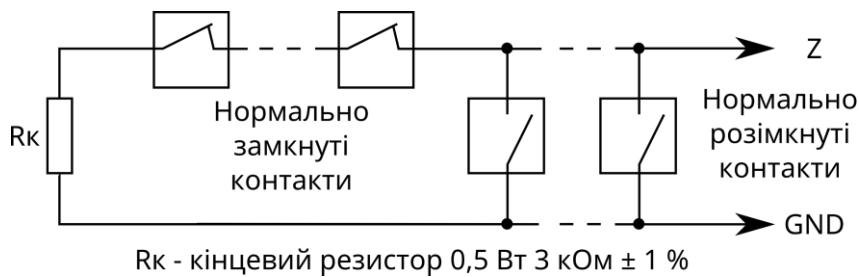 Z
Rк
Нормально
замкнуті
контакти
Нормально
розімкнуті
контакти
GND
Rк - кінцевий резистор 0,5 Вт 3 кОм ± 1 %